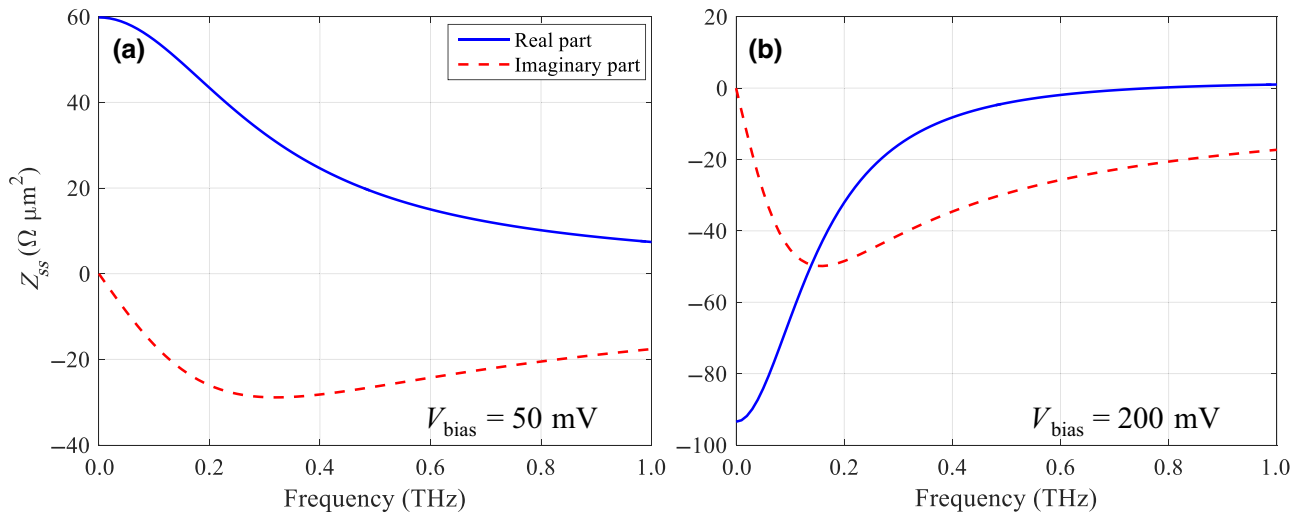 (a)
Real part
Imaginary part
Z_ss (Ω μm²)
60
40
20
0
−20
−40
0.0 0.2 0.4 0.6 0.8 1.0
Frequency (THz)
V_bias = 50 mV
(b)
20
0
−20
−40
−60
−80
−100
0.0 0.2 0.4 0.6 0.8 1.0
Frequency (THz)
V_bias = 200 mV